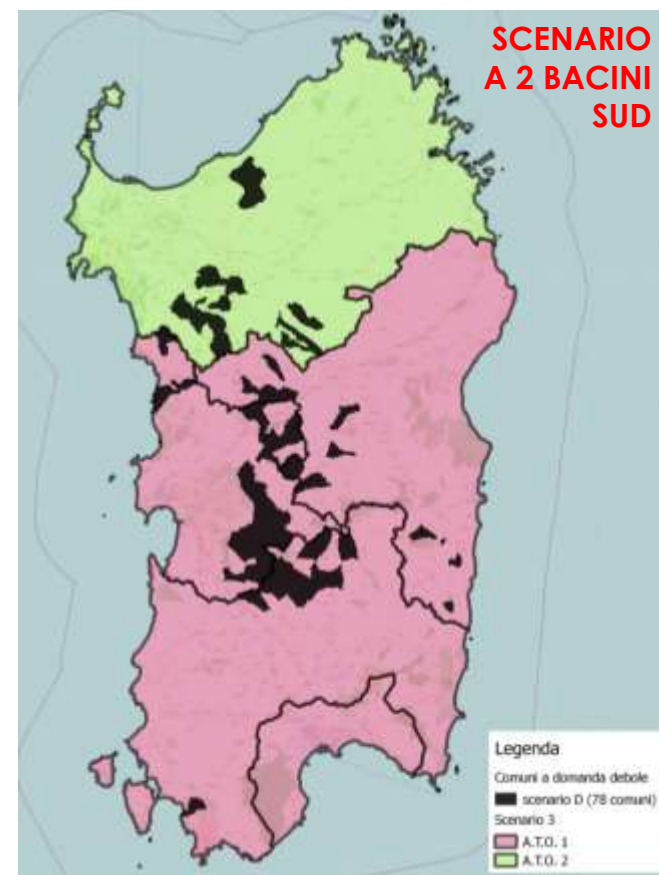 SCENARIO
A 2 BACINI
SUD
Legenda
Comuni a domanda debole
scenario D (78 comuni)
Scenario 3
A.T.O. 1
A.T.O. 2